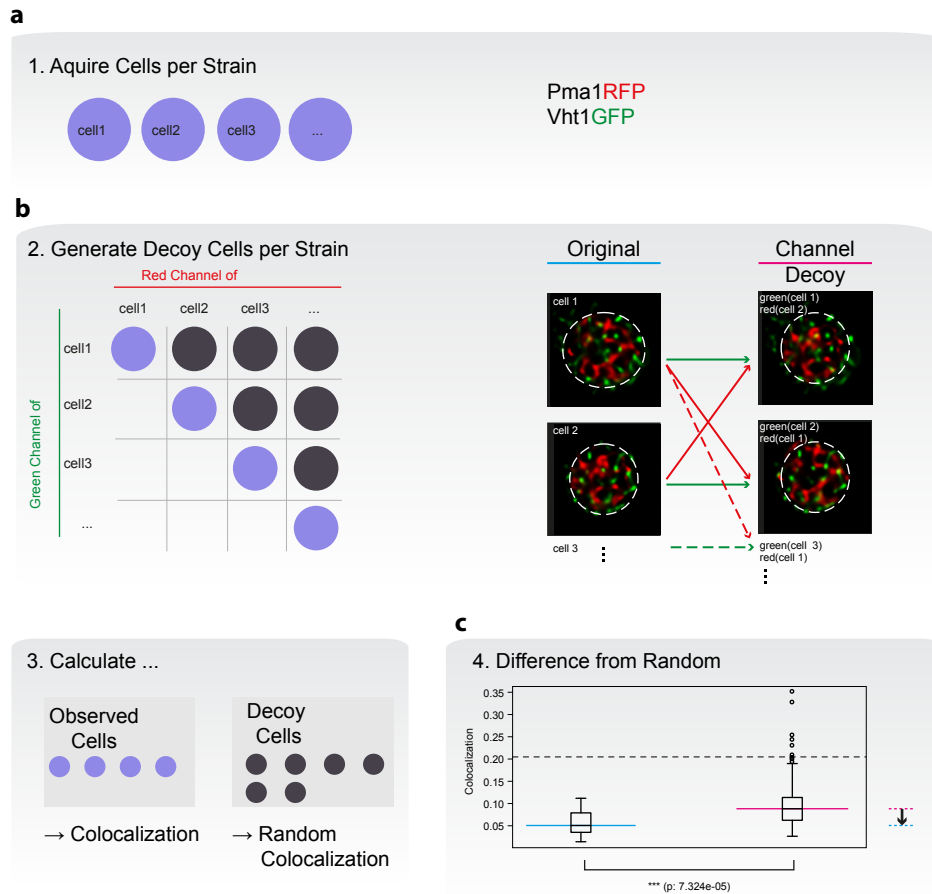 a
1. Aquire Cells per Strain
cell1 cell2 cell3 ...
Pma1RFP
Vht1GFP
b
2. Generate Decoy Cells per Strain
Red Channel of
cell1 cell2 cell3 ...
Green Channel of
cell1
cell2
cell3
...
Original
Channel
Decoy
cell 1
green(cell 1)
red(cell 2)
cell 2
green(cell 2)
red(cell 1)
cell 3
green(cell 3)
red(cell 1)
3. Calculate ...
Observed
Cells
→ Colocalization
Decoy
Cells
→ Random
Colocalization
c
4. Difference from Random
Colocalization
0.35
0.30
0.25
0.20
0.10
0.05
*** (p: 7.324e-05)